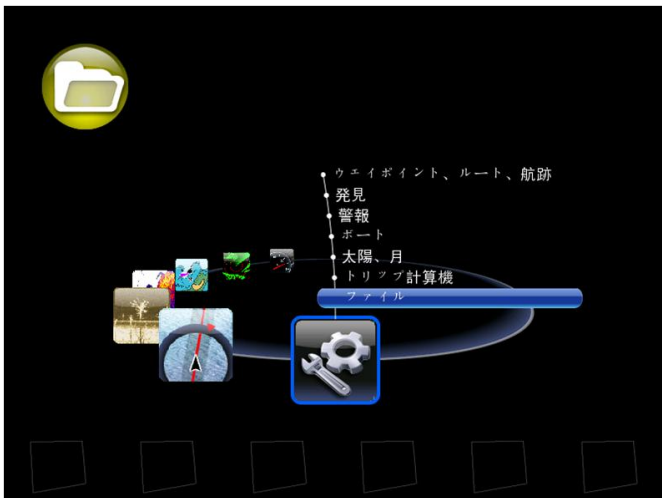 ウェイポイント、ルート、航跡
発見
警報
ボート
太陽、月
トリップ計算機
ファイル